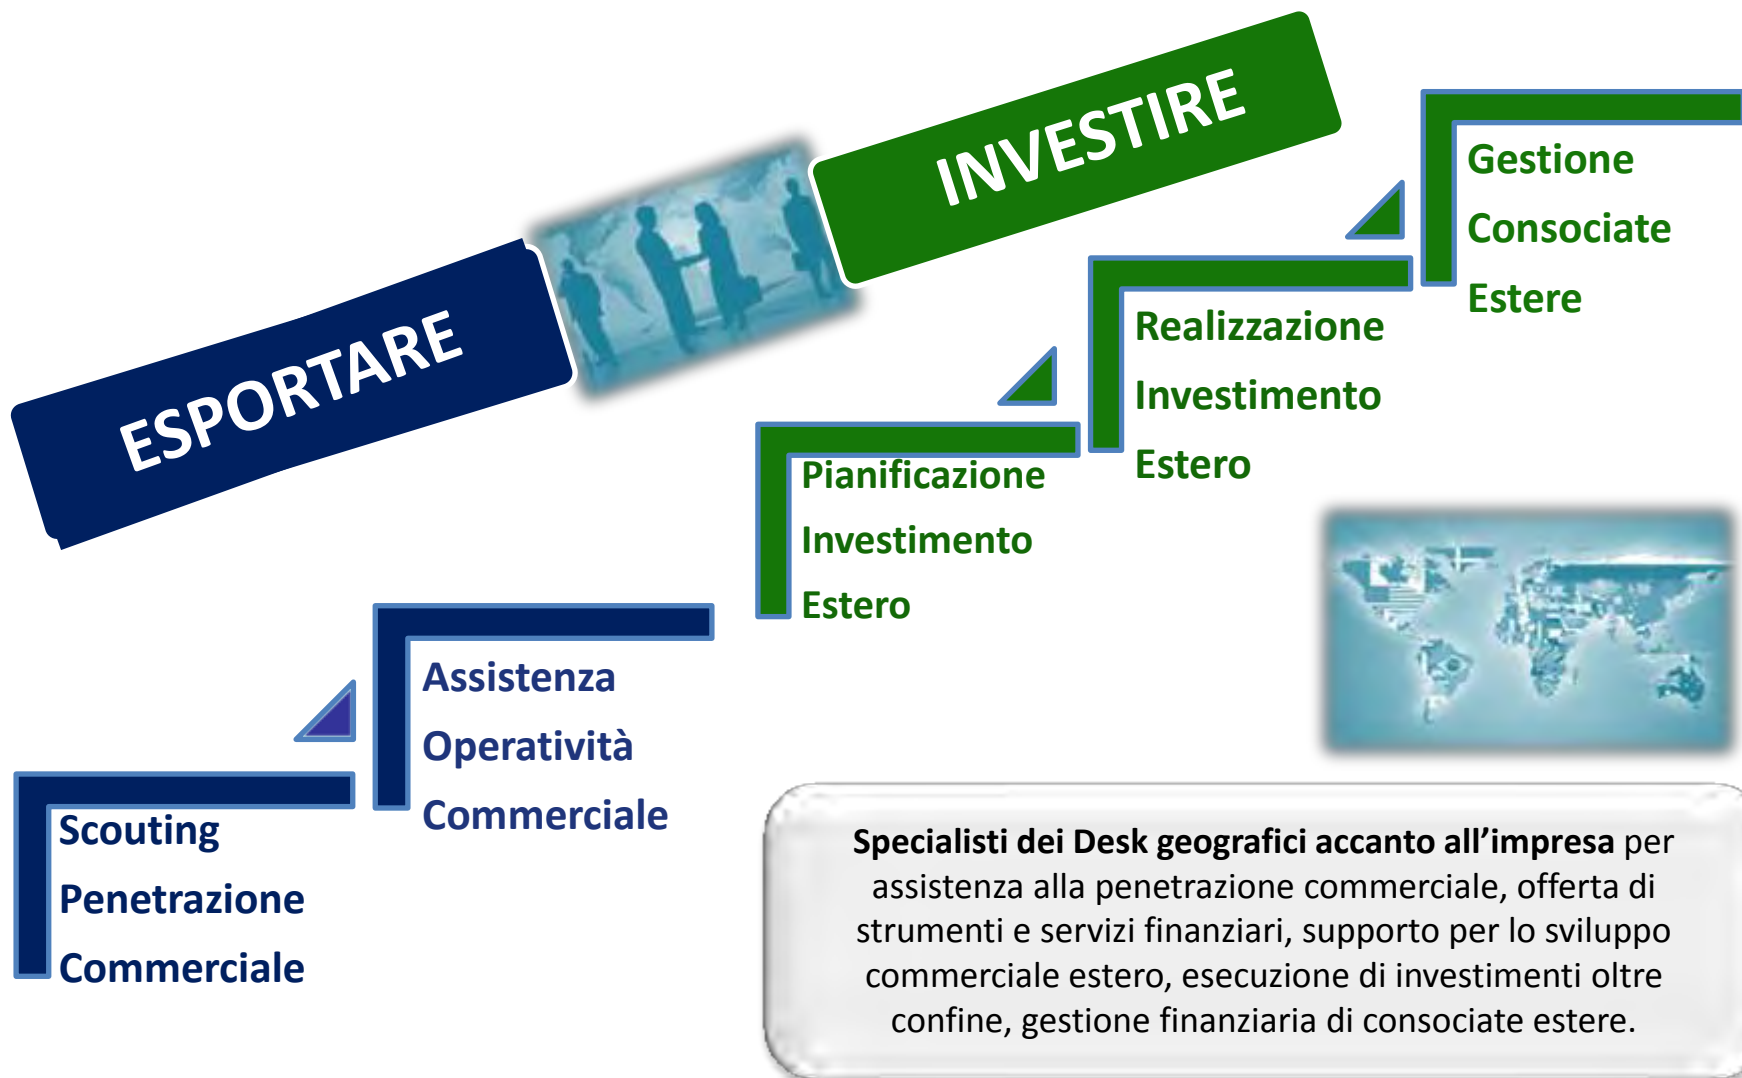 ESPORTARE
INVESTIRE
Scouting
Penetrazione
Commerciale
Assistenza
Operatività
Commerciale
Pianificazione
Investimento
Estero
Realizzazione
Investimento
Estero
Gestione
Consociate
Estere
Specialisti dei Desk geografici accanto all’impresa per
assistenza alla penetrazione commerciale, offerta di
strumenti e servizi finanziari, supporto per lo sviluppo
commerciale estero, esecuzione di investimenti oltre
confine, gestione finanziaria di consociate estere.